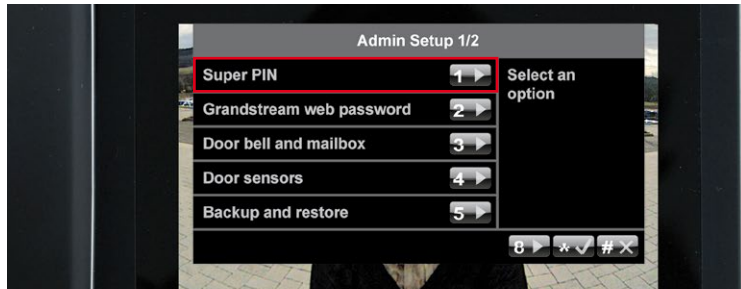 Admin Setup 1/2
Super PIN 1
Grandstream web password 2
Door bell and mailbox 3
Door sensors 4
Backup and restore 5
Select an
option
8 * #